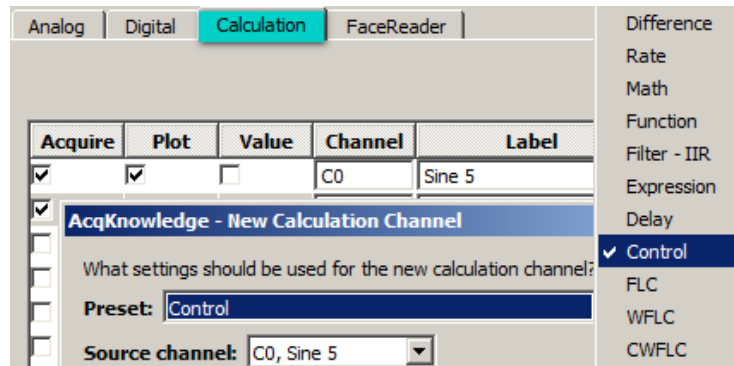 Analog Digital Calculation FaceReader
Acquire Plot Value Channel Label
C0 Sine 5
AcqKnowledge - New Calculation Channel
What settings should be used for the new calculation channel?
Preset: Control
Source channel: C0, Sine 5
Difference
Rate
Math
Function
Filter - IIR
Expression
Delay
Control
FLC
WFLC
CWFLC